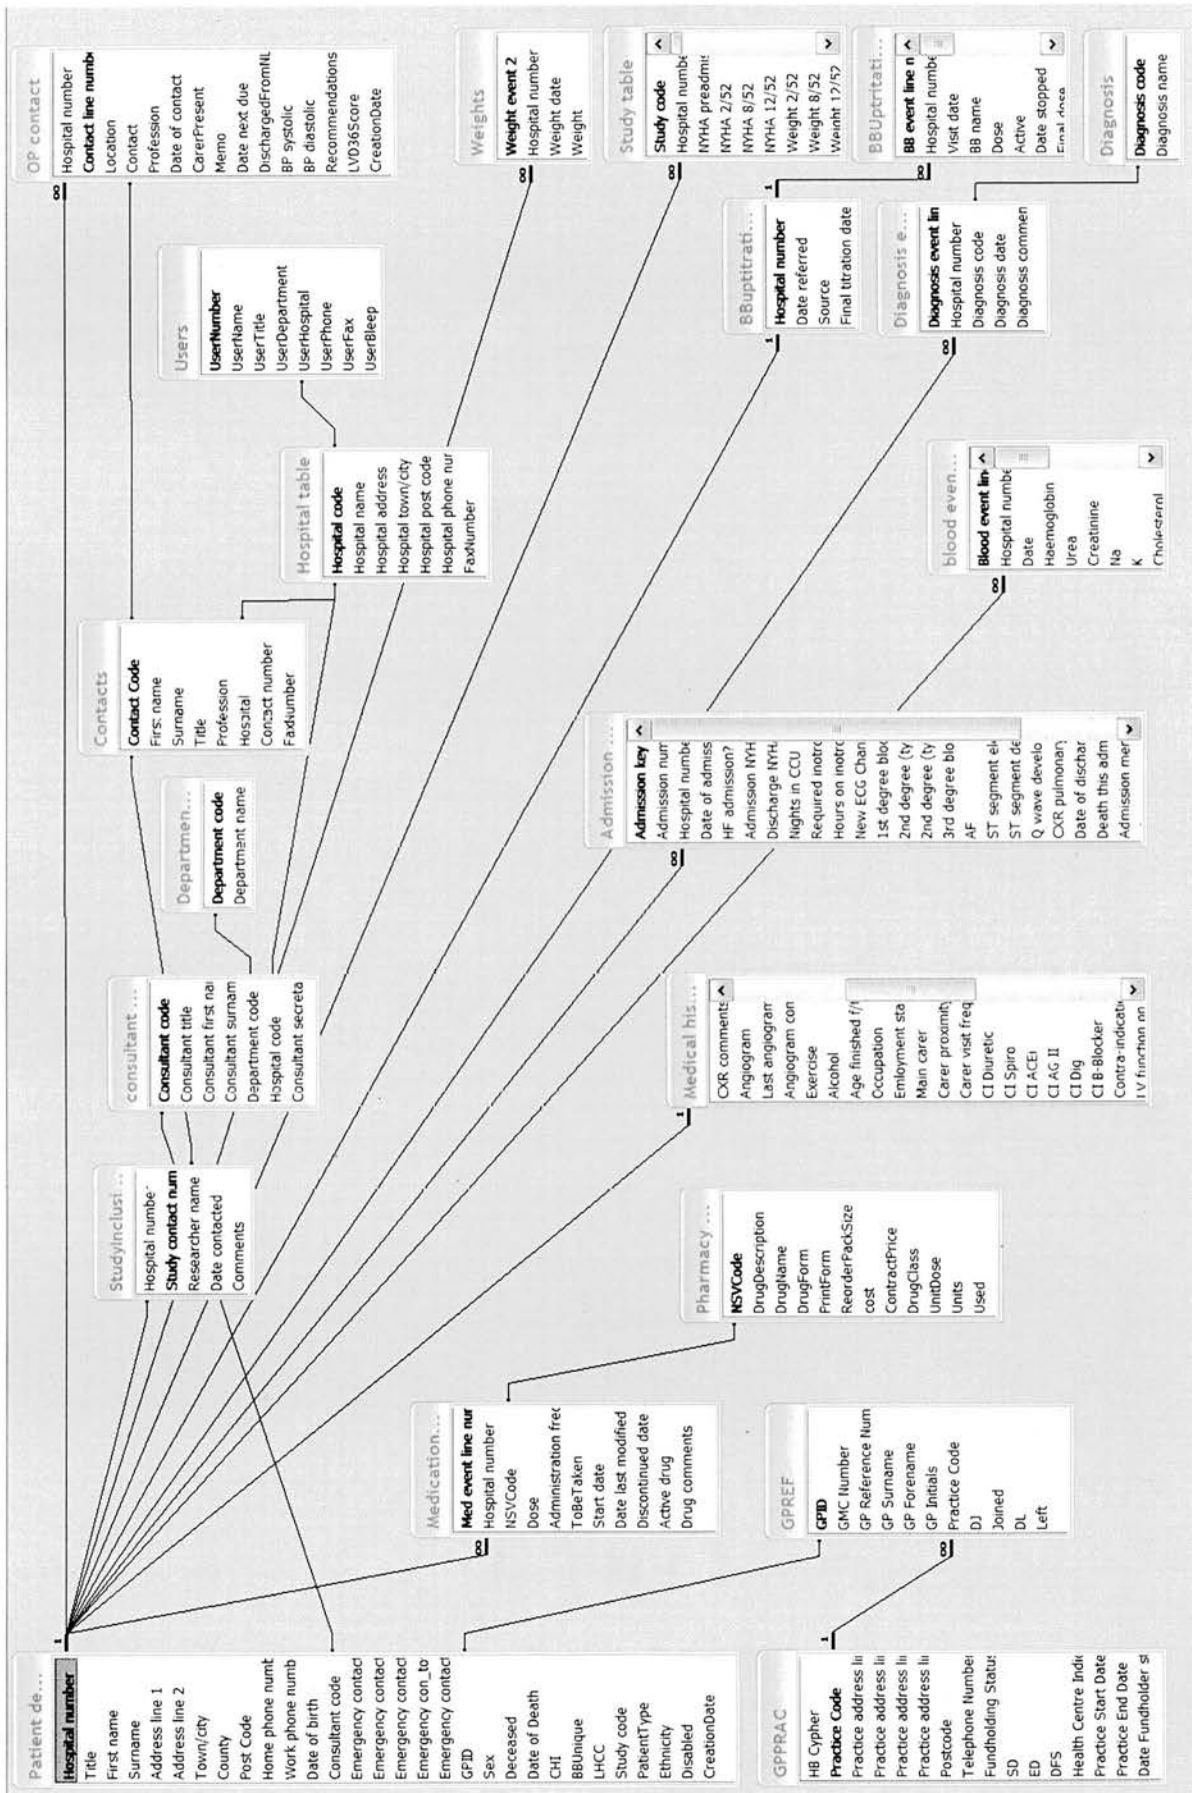 Patient de...
Hospital number
Title
First name
Surname
Address line 1
Address line 2
Town/city
County
Post Code
Home phone numb
Work phone numb
Date of birth
Consultant code
Emergency contact
Emergency contact
Emergency contact
Emergency con_to
Emergency contact
GPID
Sex
Deceased
Date of Death
CHI
BBUnique
LHCC
Study code
PatientType
Ethnicity
Disabled
CreationDate
GPPRAC
HB Cypher
Practice Code
Practice address li
Practice address li
Practice address li
Practice address li
Postcode
Telephone Number
Fundholding Status
SD
ED
DFS
Health Centre Indic
Practice Start Date
Practice End Date
Date Fundholder st
Medication...
Med event line nur
Hospital number
NSVCode
Dose
Administration frec
ToBeTaken
Start date
Date last modified
Discontinued date
Active drug
Drug comments
GPREF
GPID
GMC Number
GP Reference Num
GP Surname
GP Forename
GP Initials
Practice Code
DJ
Joined
DL
Left
Pharmacy ...
NSVCode
DrugDescription
DrugName
DrugForm
PrintForm
ReorderPackSize
cost
ContractPrice
DrugClass
UnitDose
Units
Used
StudyInclusi...
Hospital number
Study contact num
Researcher name
Date contacted
Comments
consultant ...
Consultant code
Consultant title
Consultant first nai
Consultant surnam
Department code
Hospital code
Consultant secreta
Medical his...
CXR comments
Angiogram
Last angiogram
Angiogram con
Exercise
Alcohol
Age finished f/
Occupation
Emloyment sta
Main carer
Carer proximity
Carer visit freq
CI Diuretic
CI Spiro
CI ACEi
CI AG II
CI Dig
CI B-Blocker
Contra-indicati
LV function on
Departmen...
Department code
Department name
Contacts
Contact Code
First name
Surname
Title
Profession
Hospital
Contact number
FaxNumber
Admission ...
Admission key
Admission num
Hospital numbe
Date of admiss
HF admission?
Admission NYH
Discharge NYH
Nights in CCU
Required inotro
Hours on inotro
New ECG Chan
1st degree bloc
2nd degree (ty
2nd degree (ty
3rd degree blo
AF
ST segment ele
ST segment de
Q wave develo
CXR pulmonary
Date of dischar
Death this adm
Admission mer
Hospital table
Hospital code
Hospital name
Hospital address
Hospital town/city
Hospital post code
Hospital phone nur
FaxNumber
Users
UserNumber
UserName
UserTitle
UserDepartment
UserHospital
UserPhone
UserFax
UserBleep
blood even...
Blood event lin
Hospital numbe
Date
Haemoglobin
Urea
Creatinine
Na
K
Cholesterol
OP contact
Hospital number
Contact line numb
Location
Contact
Profession
Date of contact
CarerPresent
Memo
Date next due
DischargedFromNL
BP systolic
BP diastolic
Recommendations
LVD36Score
CreationDate
Weights
Weight event 2
Hospital number
Weight date
Weight
Study table
Study code
Hospital numbe
NYHA preadmis
NYHA 2/52
NYHA 8/52
NYHA 12/52
Weight 2/52
Weight 8/52
Weight 12/52
BBuptitrati...
Hospital number
Date referred
Source
Final titration date
BBUptritati...
BB event line n
Hospital numbe
Visit date
BB name
Dose
Active
Date stopped
Final dose
Diagnosis e...
Diagnosis event lin
Hospital number
Diagnosis code
Diagnosis date
Diagnosis commen
Diagnosis
Diagnosis code
Diagnosis name
1
1
1
1
1
∞
∞
∞
∞
∞
∞
∞
∞
∞